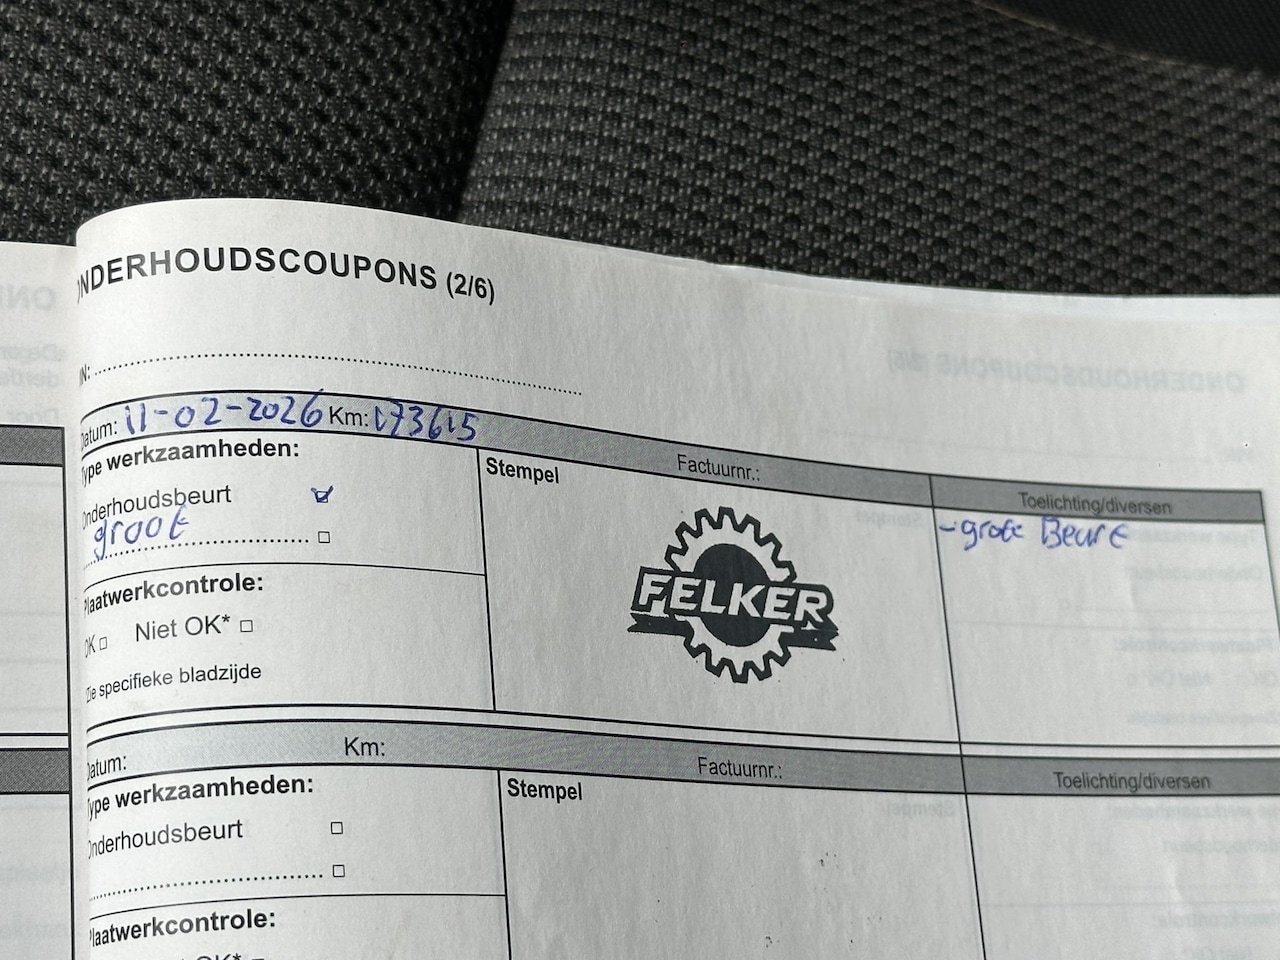 ONDERHOUDSCOUPONS (2/6)
Datum: 11-02-2026 Km: 173615 Factuurnr.: Toelichting/diversen
Type werkzaamheden:
Onderhoudsbeurt
groot
Stempel
FELKER
- grote Beurt
Plaatwerkcontrole:
OK Niet OK*
Zie specifieke bladzijde
Datum: Km: Factuurnr.: Toelichting/diversen
Type werkzaamheden:
Onderhoudsbeurt
Stempel
Plaatwerkcontrole:
OK*